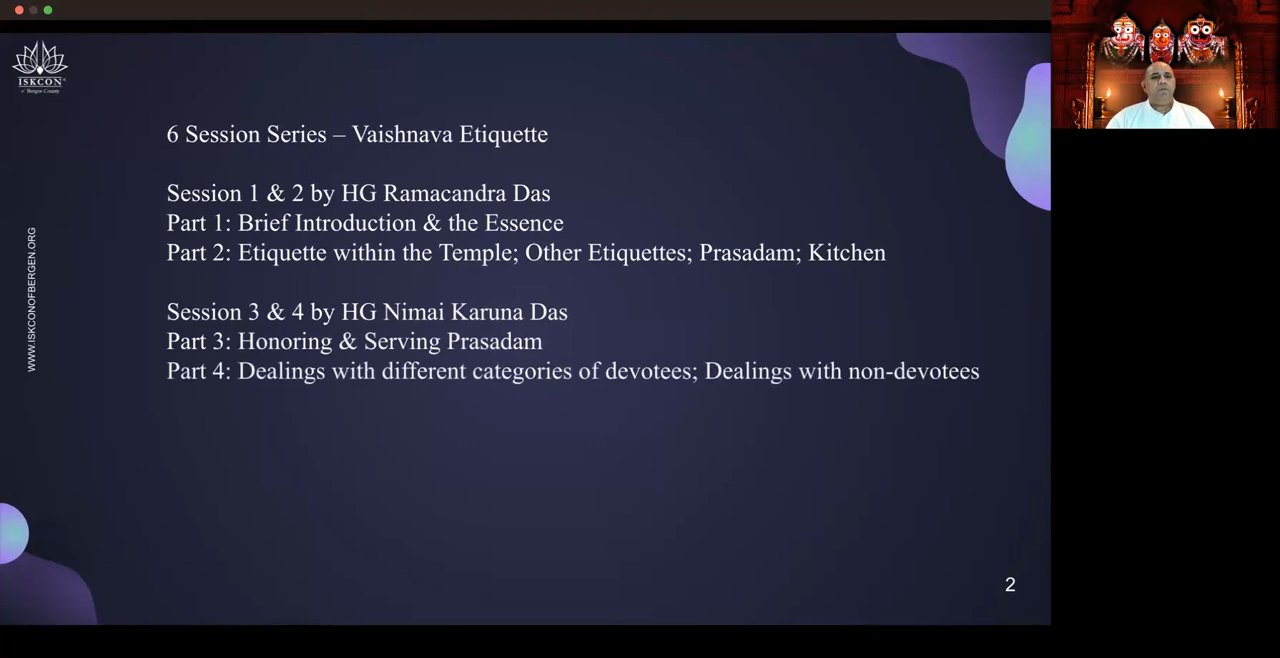 ISKCON
of Bergen County
6 Session Series – Vaishnava Etiquette
Session 1 & 2 by HG Ramacandra Das
Part 1: Brief Introduction & the Essence
Part 2: Etiquette within the Temple; Other Etiquettes; Prasadam; Kitchen
Session 3 & 4 by HG Nimai Karuna Das
Part 3: Honoring & Serving Prasadam
Part 4: Dealings with different categories of devotees; Dealings with non-devotees
WWW.ISKCONOFBERGEN.ORG
2